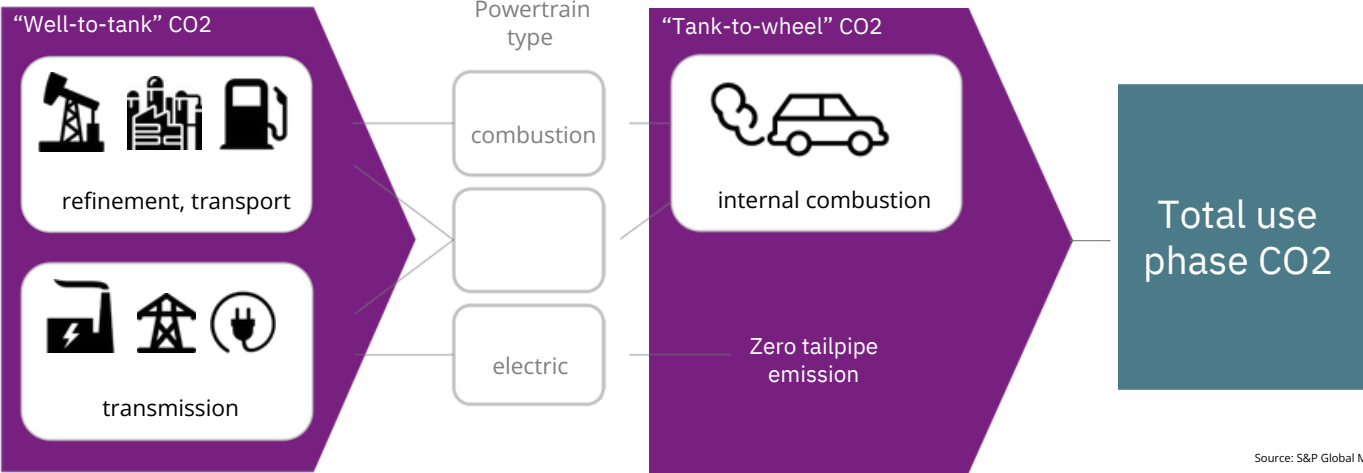 “Well-to-tank” CO2
refinement, transport
transmission
Powertrain
type
combustion
electric
“Tank-to-wheel” CO2
internal combustion
Zero tailpipe
emission
Total use
phase CO2
Source: S&P Global M